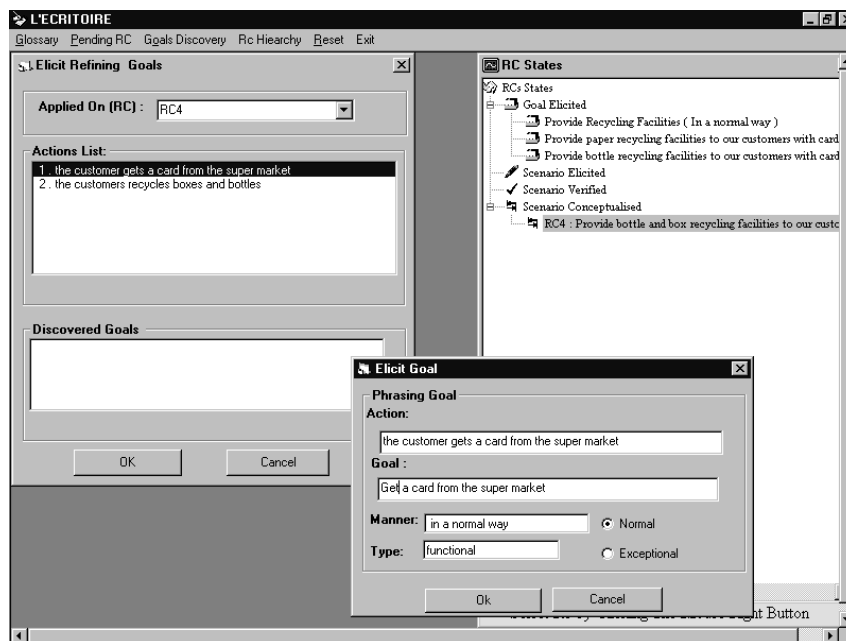 L'ECRITOIRE
Glossary Pending RC Goals Discovery Rc Hiearchy Reset Exit
Elicit Refining Goals
Applied On (RC) : RC4
Actions List:
1 . the customer gets a card from the super market
2 . the customers recycles boxes and bottles
Discovered Goals
OK Cancel
RC States
RCs States
Goal Elicited
Provide Recycling Facilities ( In a normal way )
Provide paper recycling facilities to our customers with card
Provide bottle recycling facilities to our customers with card
Scenario Elicited
Scenario Verified
Scenario Conceptualised
RC4 : Provide bottle and box recycling facilities to our custo
Elicit Goal
Phrasing Goal
Action:
the customer gets a card from the super market
Goal :
Get a card from the super market
Manner: in a normal way Normal
Type: functional Exceptional
Ok Cancel
Right Button